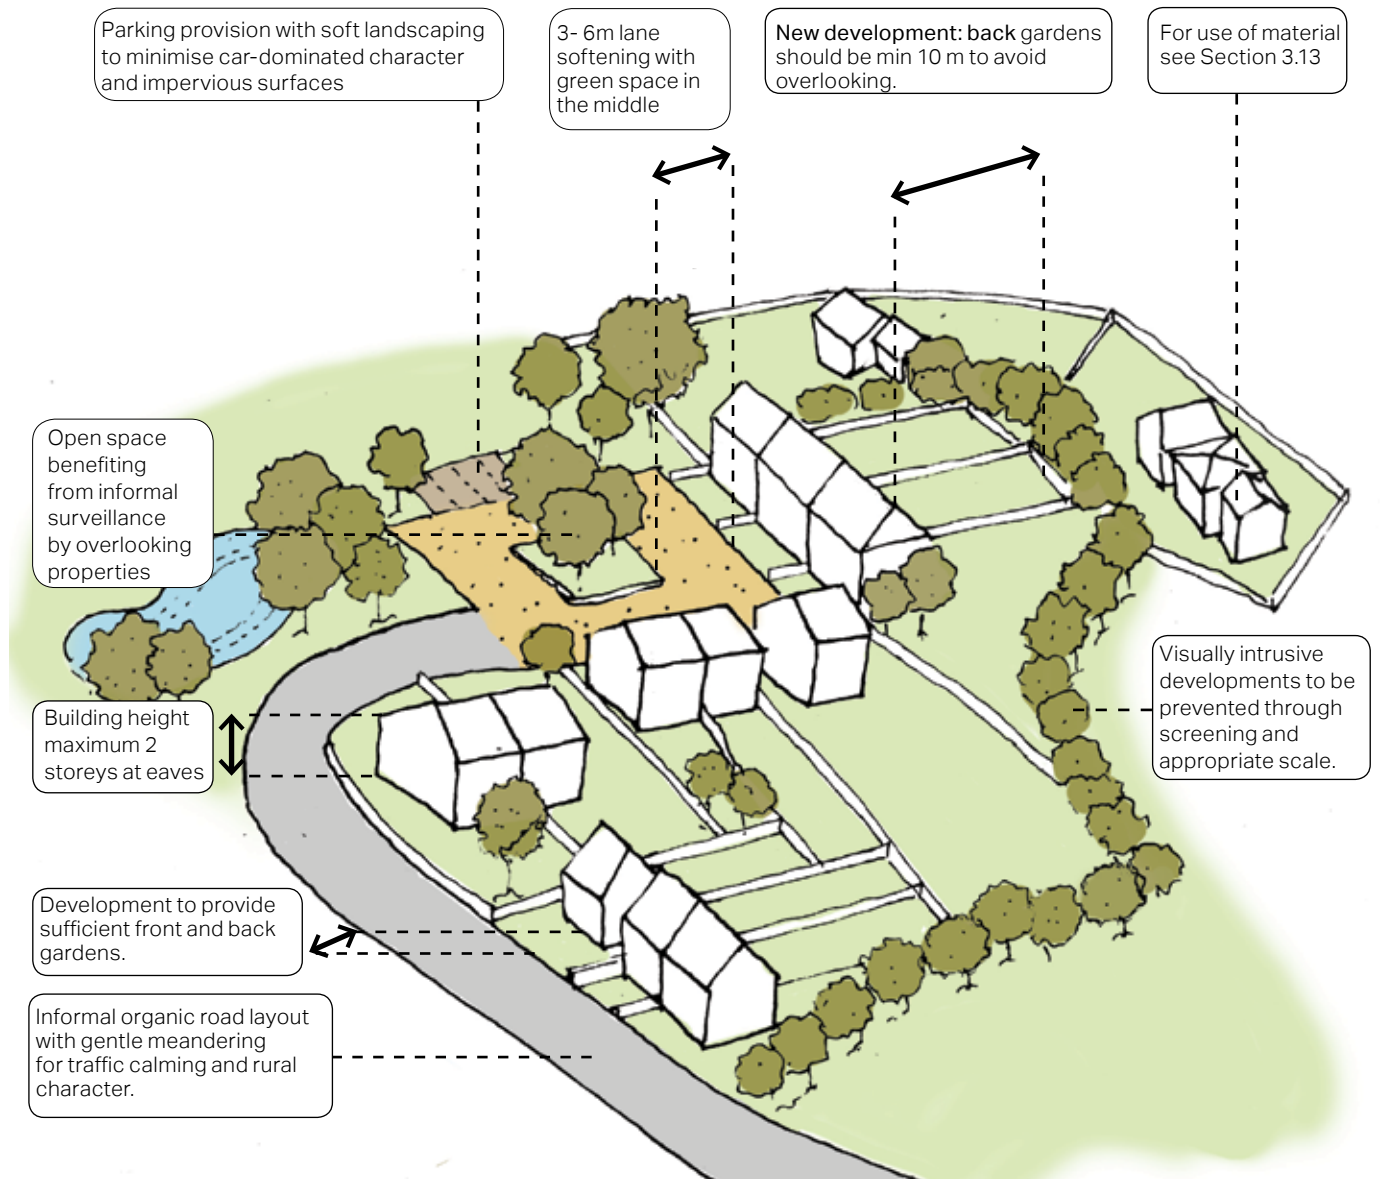 Parking provision with soft landscaping
to minimise car-dominated character
and impervious surfaces
3- 6m lane
softening with
green space in
the middle
New development: back gardens
should be min 10 m to avoid
overlooking.
For use of material
see Section 3.13
Open space
benefiting
from informal
surveillance
by overlooking
properties
Building height
maximum 2
storeys at eaves
Visually intrusive
developments to be
prevented through
screening and
appropriate scale.
Development to provide
sufficient front and back
gardens.
Informal organic road layout
with gentle meandering
for traffic calming and rural
character.